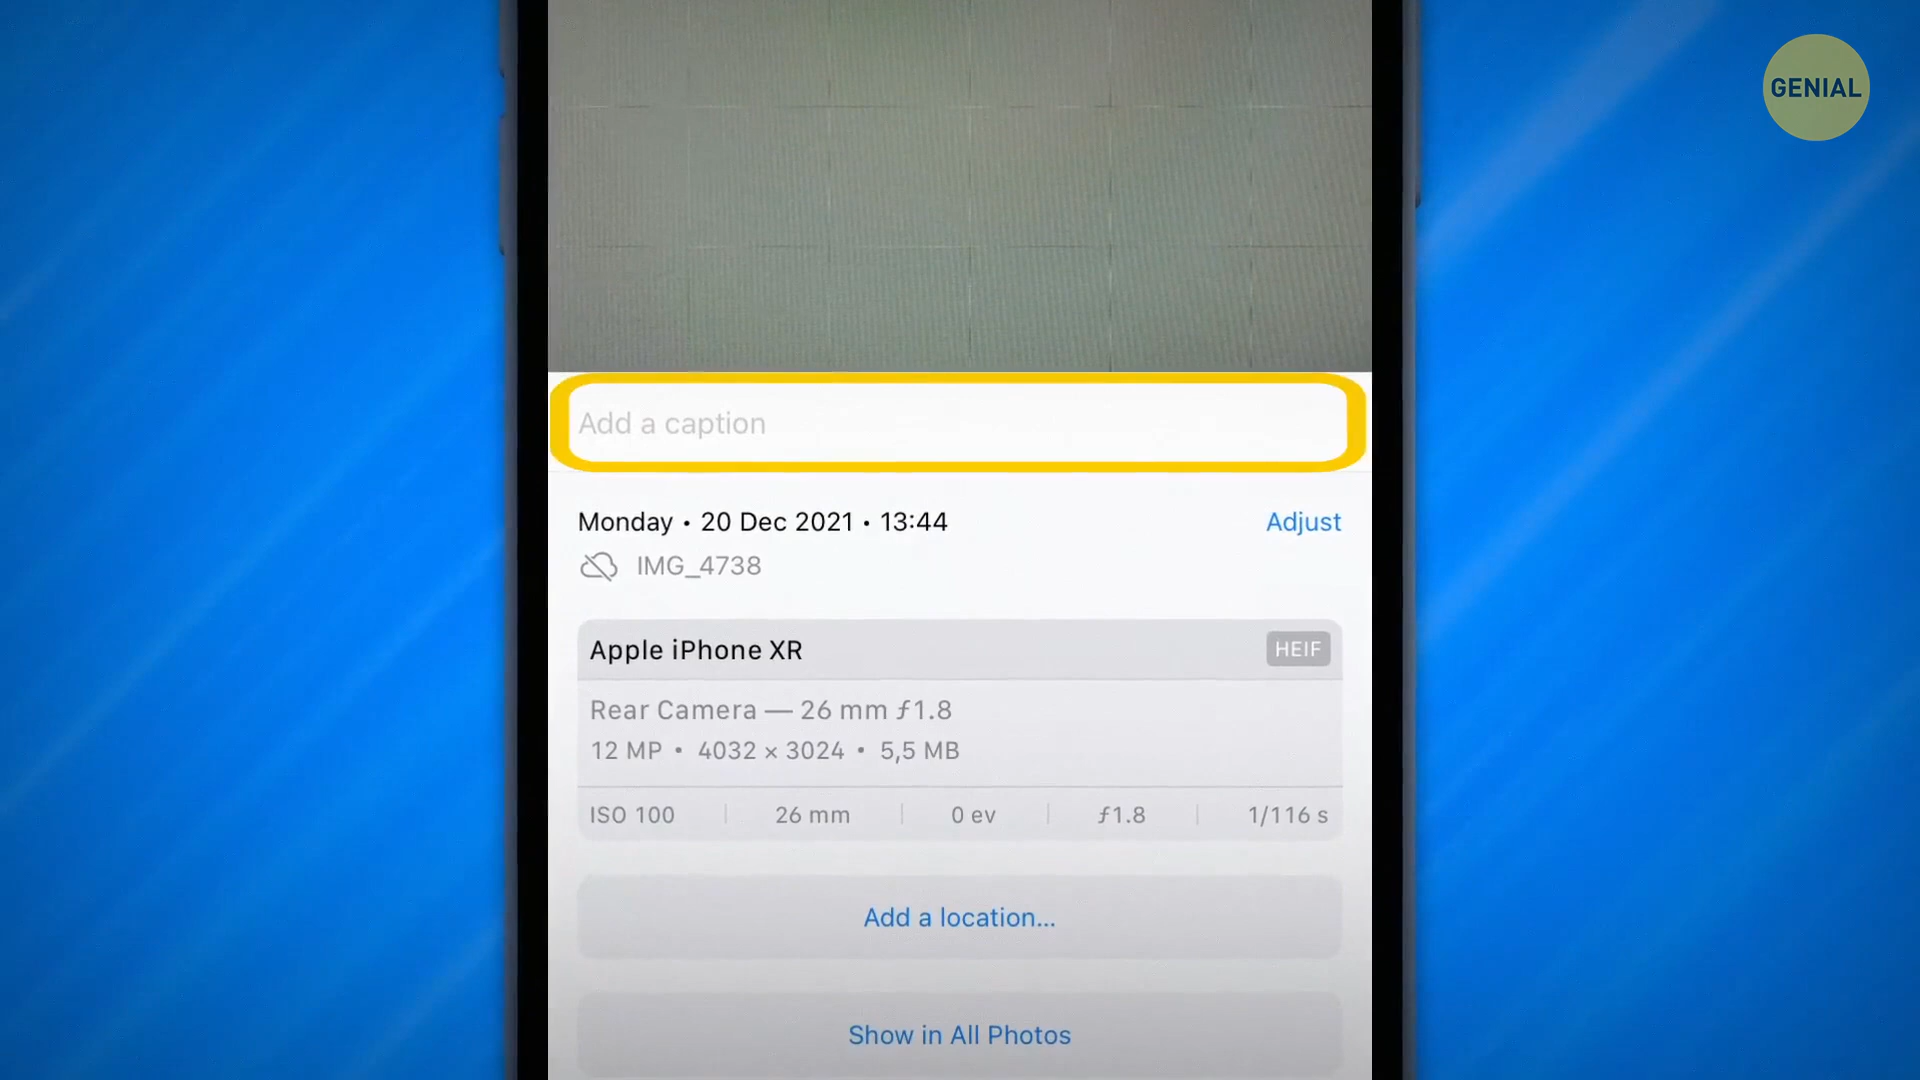 GENIAL
Add a caption
Monday • 20 Dec 2021 • 13:44
Adjust
IMG_4738
Apple iPhone XR
HEIF
Rear Camera — 26 mm ƒ1.8
12 MP • 4032 × 3024 • 5,5 MB
ISO 100 | 26 mm | 0 ev | ƒ1.8 | 1/116 s
Add a location...
Show in All Photos